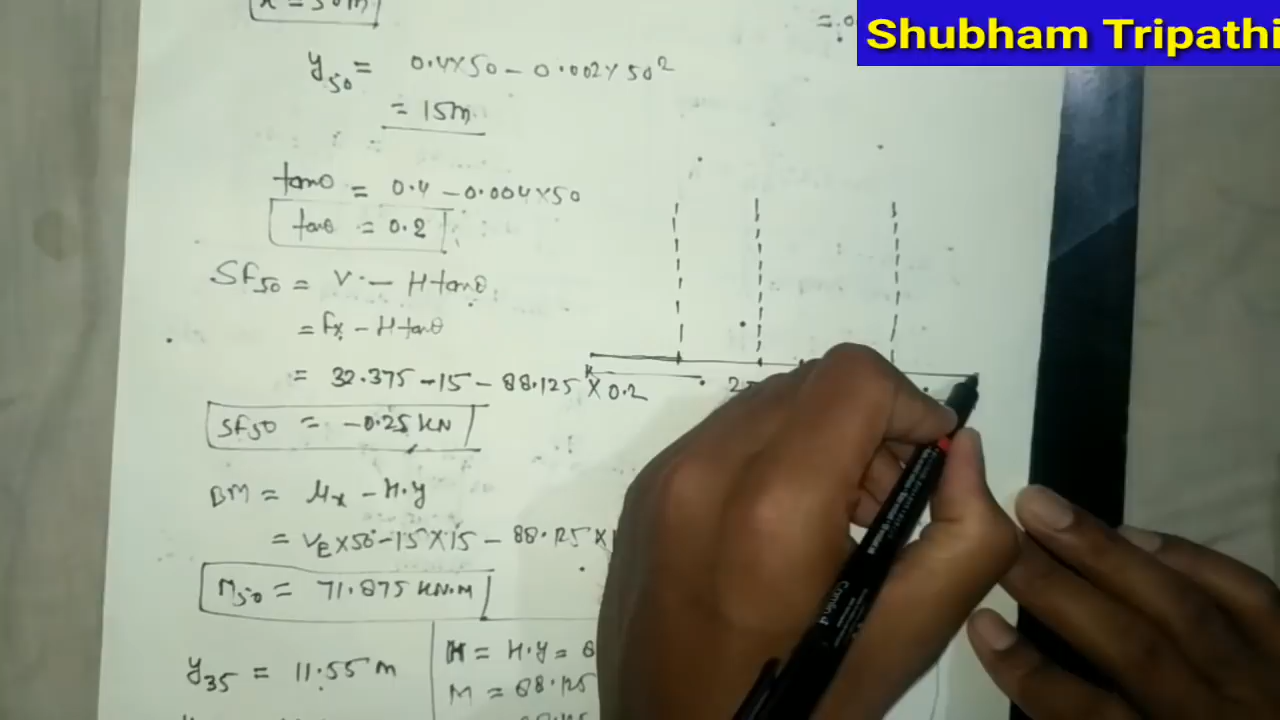 Shubham Tripathi
x = 50m
= 0.
y50 = 0.4×50 - 0.002×50²
= 15m
tanθ = 0.4 - 0.004×50
tanθ = 0.2
SF50 = V - H tanθ
= Fx - H tanθ
= 32.375 - 15 - 88.125 × 0.2
SF50 = -0.25 KN
BM = Mx - H.y
= VE×50 - 15×15 - 88.125×
M50 = 71.875 KN.M
y35 = 11.55 m
M = H.y = 
M = 88.125